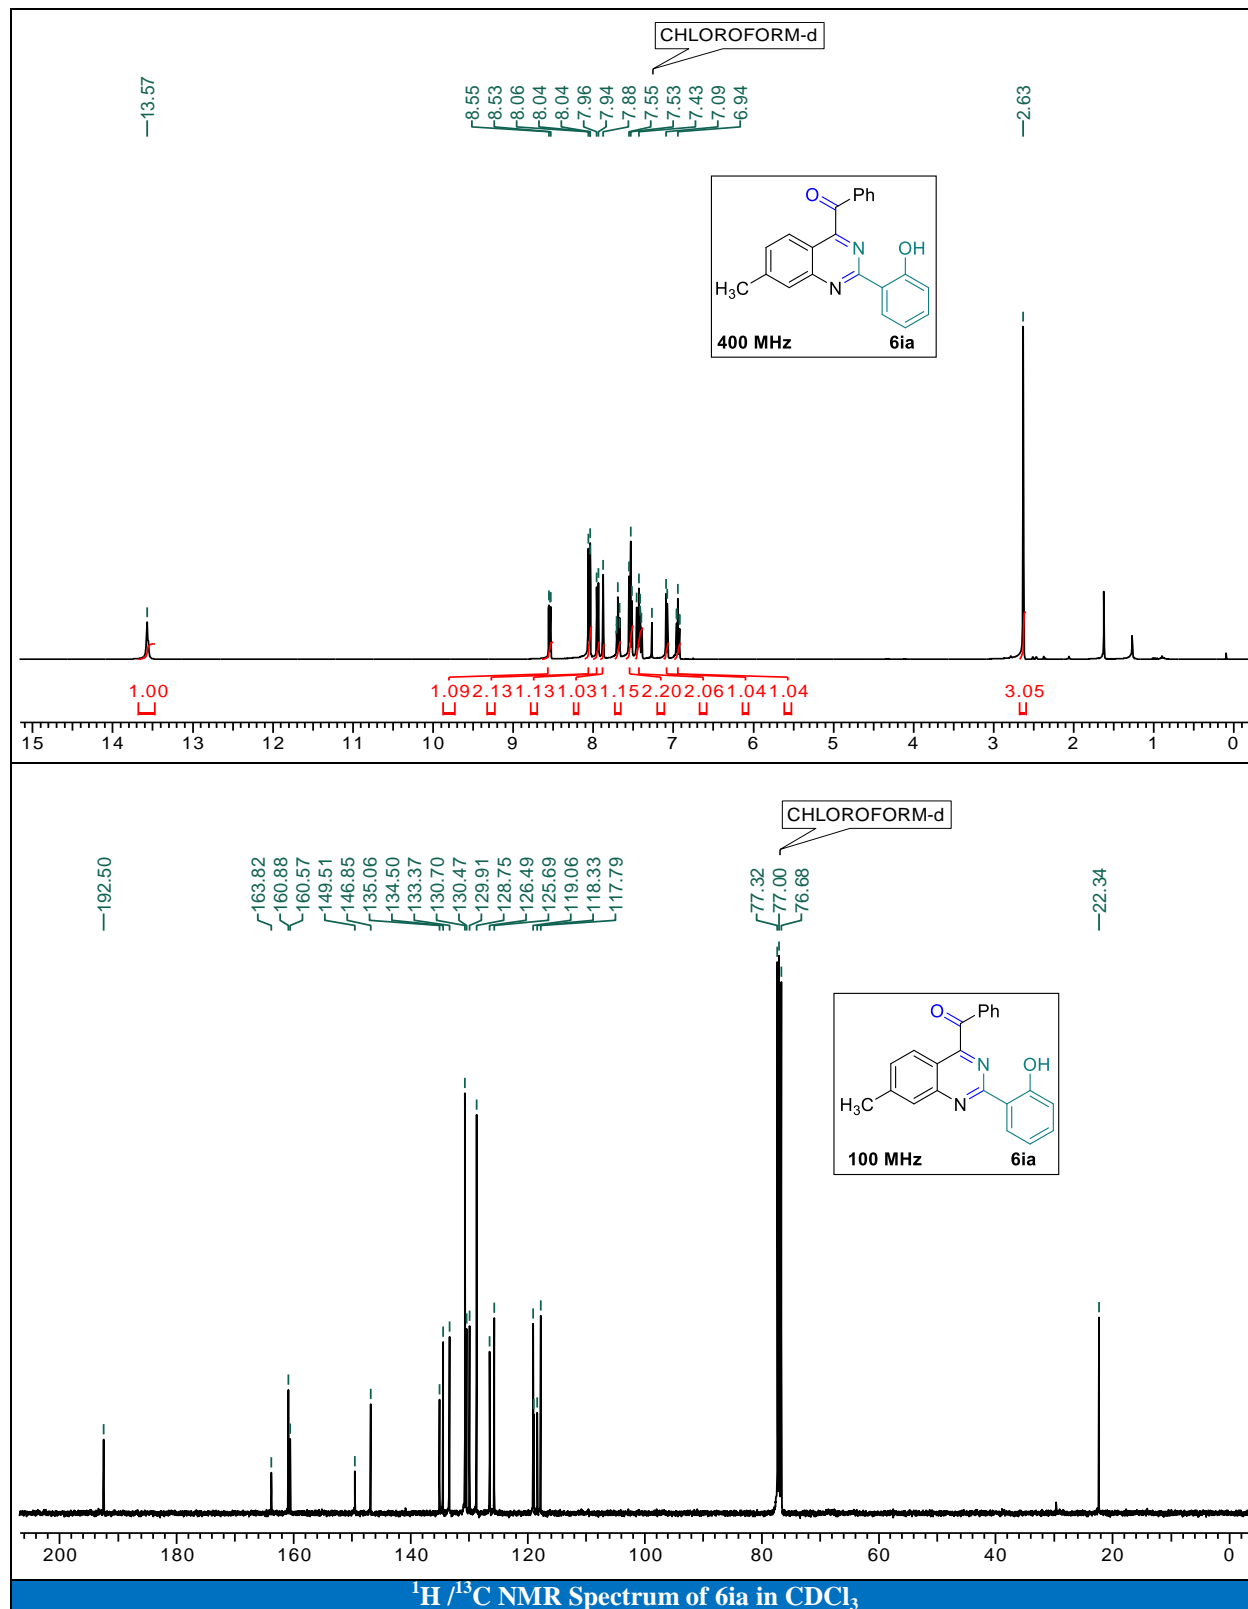 CHLOROFORM-d
13.57
8.55
8.53
8.06
8.04
8.04
7.96
7.94
7.88
7.55
7.53
7.43
7.09
6.94
2.63
O
Ph
N
OH
H3C
N
400 MHz 6ia
1.00 1.09 2.13 1.13 1.03 1.15 2.20 2.06 1.04 1.04 3.05
15 14 13 12 11 10 9 8 7 6 5 4 3 2 1 0
CHLOROFORM-d
192.50
163.82
160.88
160.57
149.51
146.85
135.06
134.50
133.37
130.70
130.47
129.91
128.75
126.49
125.69
119.06
118.33
117.79
77.32
77.00
76.68
22.34
O
Ph
N
OH
H3C
N
100 MHz 6ia
200 180 160 140 120 100 80 60 40 20 0
¹H /¹³C NMR Spectrum of 6ia in CDCl₃